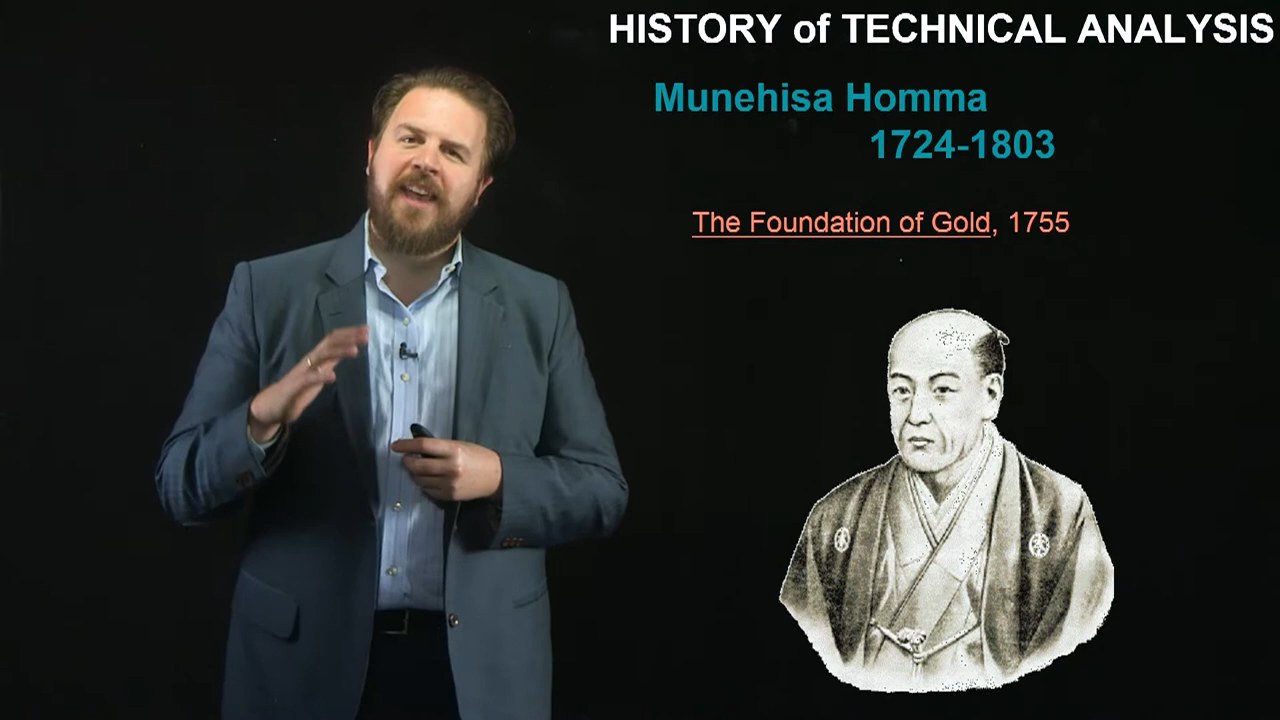 HISTORY of TECHNICAL ANALYSIS
Munehisa Homma
1724-1803
The Foundation of Gold, 1755